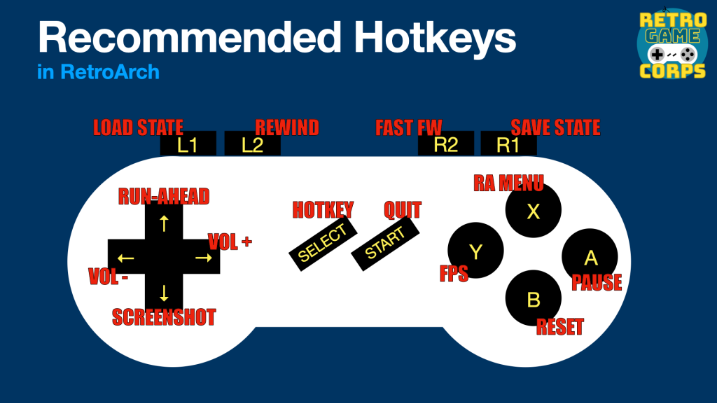 Recommended Hotkeys
in RetroArch
RETRO
GAME
CORPS
LOAD STATE
REWIND
FAST FW
SAVE STATE
L1
L2
R2
R1
RUN-AHEAD
RA MENU
HOTKEY
QUIT
↑
X
SELECT
START
VOL +
←
→
Y
A
VOL -
FPS
PAUSE
↓
B
SCREENSHOT
RESET